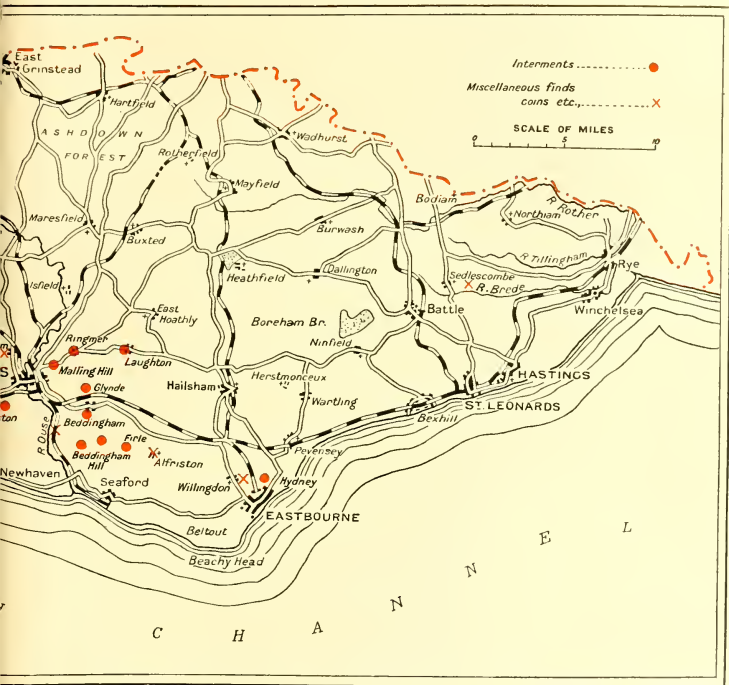 East
Grinstead
Interments
Miscellaneous finds
coins etc.,
SCALE OF MILES
0 5 10
Hartfield
ASHDOWN
FOREST
Rotherfield
Wadhurst
Mayfield
Bodiam
R. Rother
Northiam
Maresfield
Buxted
Burwash
R Tillingham
Rye
Heathfield
Dallington
Sedlescombe
R. Brede
Isfield
Winchelsea
East
Hoathly
Boreham Br.
Battle
Ringmer
Ninfield
Laughton
Malling Hill
S
Glynde
Hailsham
Herstmonceux
HASTINGS
Wartling
ST. LEONARDS
ton
Beddingham
Bexhill
R Ouse
Firle
Beddingham
Hill
Alfriston
Pevensey
Newhaven
Seaford
Willingdon
Hydney
EASTBOURNE
Beltout
Beachy Head
CHANNEL